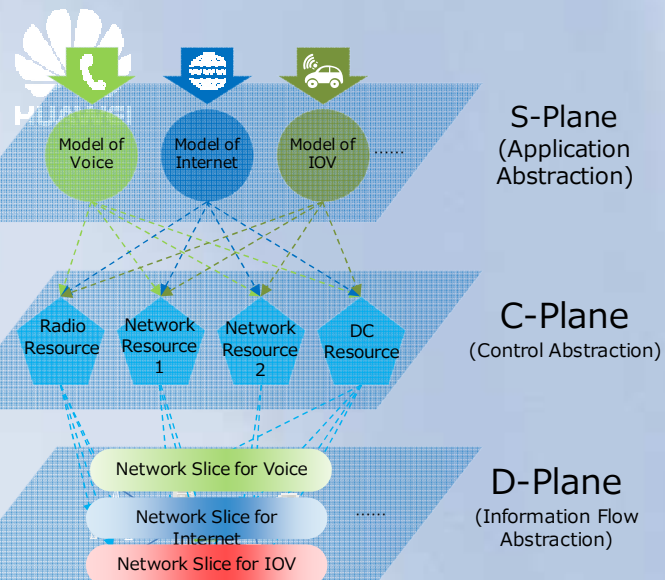 HUAWEI
www
Model of
Voice
Model of
Internet
Model of
IOV
......
S-Plane
(Application
Abstraction)
Radio
Resource
Network
Resource
1
Network
Resource
2
DC
Resource
C-Plane
(Control Abstraction)
Network Slice for Voice
Network Slice for
Internet
Network Slice for IOV
......
D-Plane
(Information Flow
Abstraction)